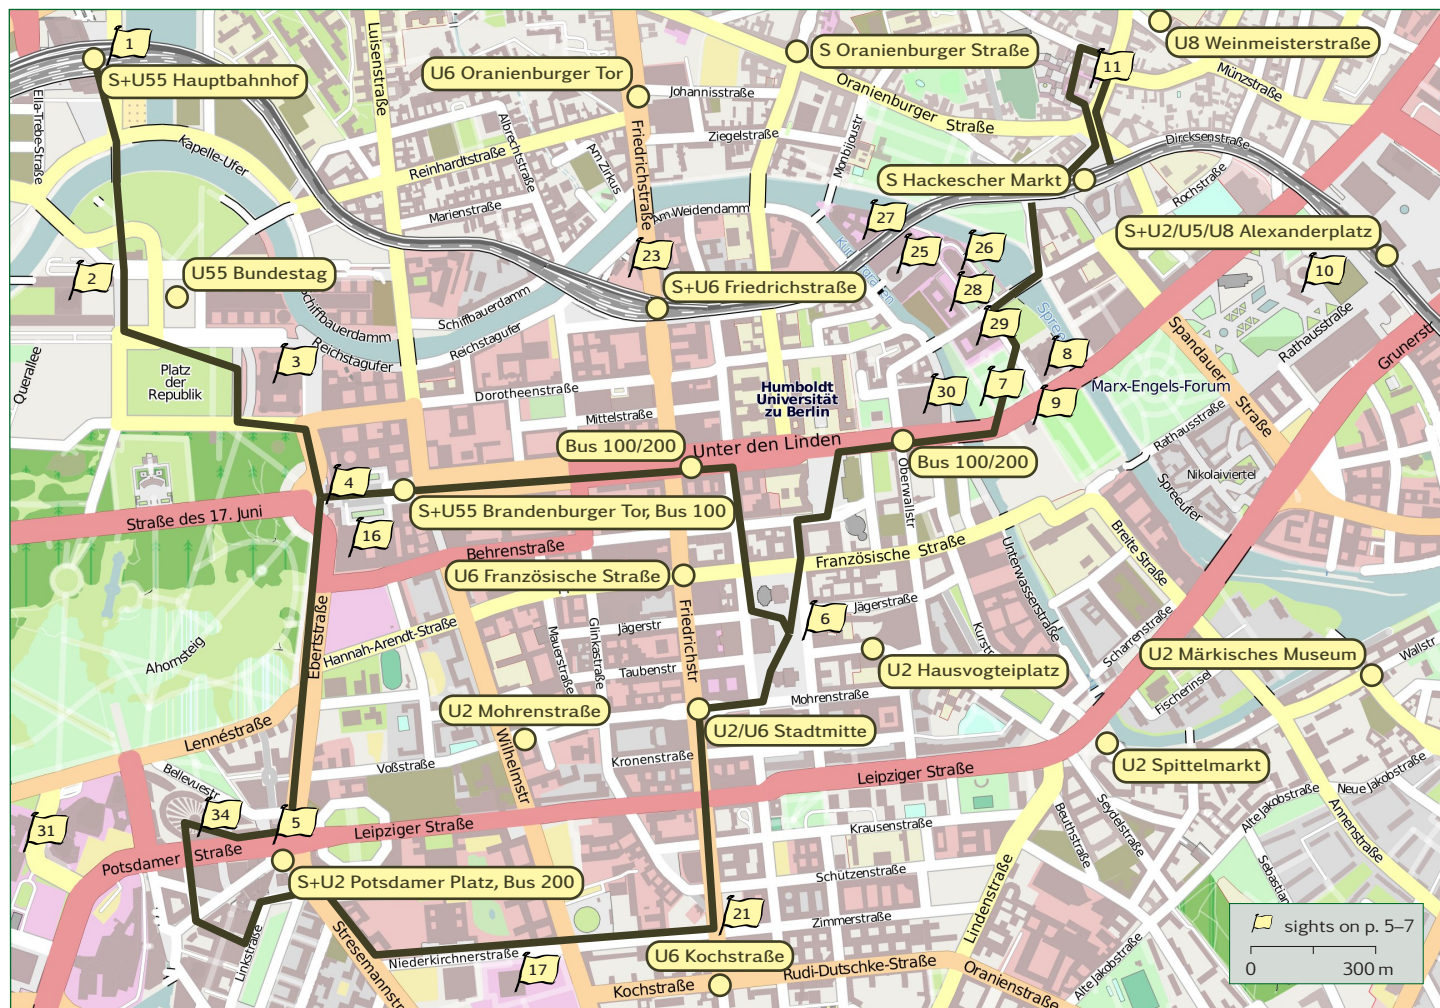 1
S+U55 Hauptbahnhof
Ella-Trebe-Straße
Kapelle-Ufer
Luisenstraße
U6 Oranienburger Tor
Johannisstraße
S Oranienburger Straße
Oranienburger Straße
11
U8 Weinmeisterstraße
Münzstraße
Dircksenstraße
Albrechtstraße
Reinhardtstraße
Am Zirkus
Friedrichstraße
Ziegelstraße
Monbijoustr
S Hackescher Markt
Rochstraße
Marienstraße
Am Weidendamm
27
25
26
28
S+U2/U5/U8 Alexanderplatz
10
2
U55 Bundestag
23
S+U6 Friedrichstraße
Schiffbauerdamm
Schiffbauerdamm
Reichstagufer
Reichstagufer
Kupfergraben
Spree
29
8
7
30
9
Marx-Engels-Forum
Spandauer Straße
Rathausstraße
Grunerstr
Querallee
Platz
der
Republik
3
Dorotheenstraße
Mittelstraße
Humboldt
Universität
zu Berlin
Rathausstraße
Nikolaiviertel
Spreeufer
Bus 100/200
Unter den Linden
Bus 100/200
Oberwallstr
4
S+U55 Brandenburger Tor, Bus 100
Straße des 17. Juni
16
Behrenstraße
U6 Französische Straße
Französische Straße
Unterwasserstraße
Breite Straße
Ebertstraße
Hannah-Arendt-Straße
Ahornsteig
Mauerstraße
Glinkastraße
Jägerstr
Taubenstr
Friedrichstr
6
Jägerstraße
U2 Hausvogteiplatz
Kurstr
Scharrenstraße
U2 Märkisches Museum
Wallstr
Fischerinsel
Lennéstraße
U2 Mohrenstraße
Wilhelmstr
Mohrenstraße
U2/U6 Stadtmitte
U2 Spittelmarkt
Bellevuestr
Voßstraße
Kronenstraße
Leipziger Straße
Neue Jakobstraße
Alte Jakobstraße
Annenstraße
31
34
5
Leipziger Straße
Potsdamer Straße
Krausenstraße
Beuthstraße
Seydelstraße
S+U2 Potsdamer Platz, Bus 200
Schützenstraße
Lindenstraße
21
Zimmerstraße
Linkstraße
Stresemannstr
Niederkirchnerstraße
17
U6 Kochstraße
Kochstraße
Rudi-Dutschke-Straße
Oranienstraße
Alte Jakobstraße
sights on p. 5–7
0
300 m